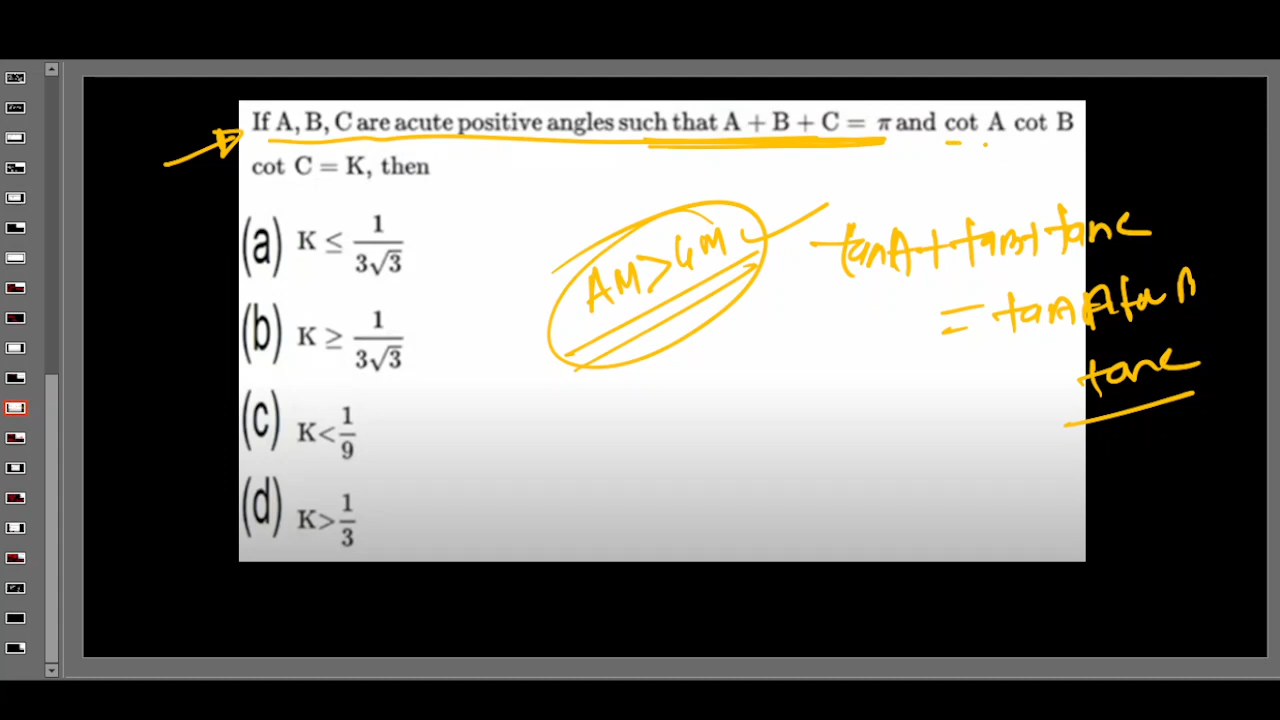 If A, B, C are acute positive angles such that A + B + C = π and cot A cot B
cot C = K, then
(a) K ≤ 1/(3√3)
(b) K ≥ 1/(3√3)
(c) K< 1/9
(d) K> 1/3
AM > GM
tanA + tanB + tanC
= tanA tan B
tanC